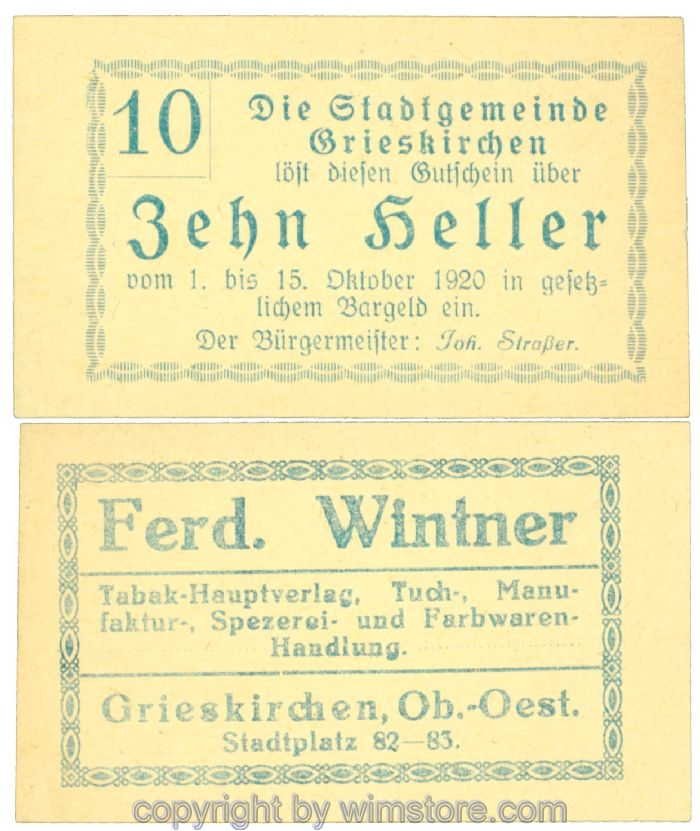 10
Die Stadtgemeinde
Grieskirchen
löst diesen Gutschein über
Zehn Heller
vom 1. bis 15. Oktober 1920 in gesetz=
lichem Bargeld ein.
Der Bürgermeister: Joh. Straßer.
Ferd. Wintner
Tabak-Hauptverlag, Tuch-, Manu-
faktur-, Spezerei- und Farbwaren-
Handlung.
Grieskirchen, Ob.-Oest.
Stadtplatz 82—83.
copyright by wimstore.com